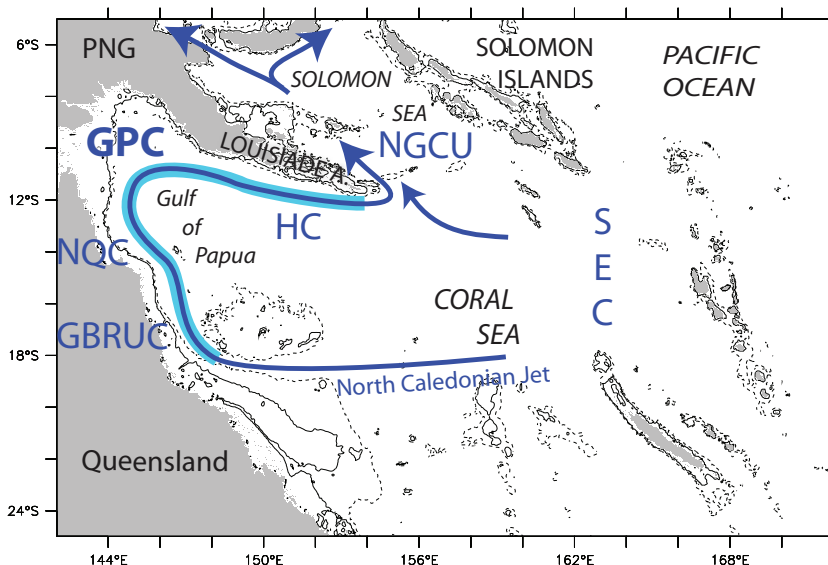 6°S
PNG
SOLOMON
ISLANDS
PACIFIC
OCEAN
SOLOMON
SEA
GPC
LOUISIADE A
NGCU
12°S
Gulf
of
Papua
HC
S
E
C
NQC
CORAL
SEA
GBRUC
18°S
North Caledonian Jet
Queensland
24°S
144°E
150°E
156°E
162°E
168°E